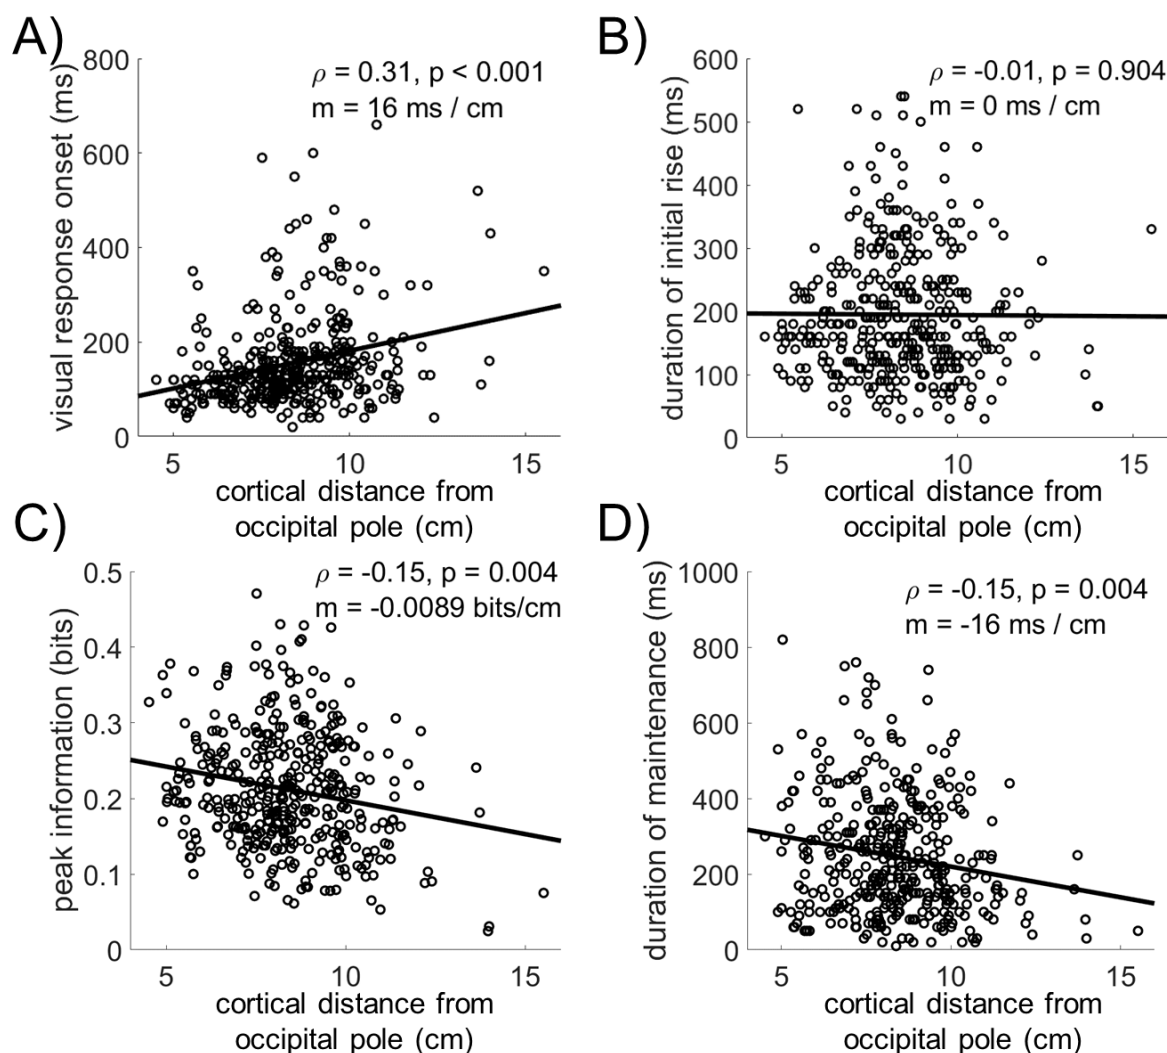 A)
visual response onset (ms)
800
600
400
200
0
ρ = 0.31, p < 0.001
m = 16 ms / cm
5
10
15
cortical distance from
occipital pole (cm)
B)
duration of initial rise (ms)
600
500
400
300
200
100
0
ρ = -0.01, p = 0.904
m = 0 ms / cm
5
10
15
cortical distance from
occipital pole (cm)
C)
peak information (bits)
0.5
0.4
0.3
0.2
0.1
0
ρ = -0.15, p = 0.004
m = -0.0089 bits/cm
5
10
15
cortical distance from
occipital pole (cm)
D)
duration of maintenance (ms)
1000
800
600
400
200
0
ρ = -0.15, p = 0.004
m = -16 ms / cm
5
10
15
cortical distance from
occipital pole (cm)